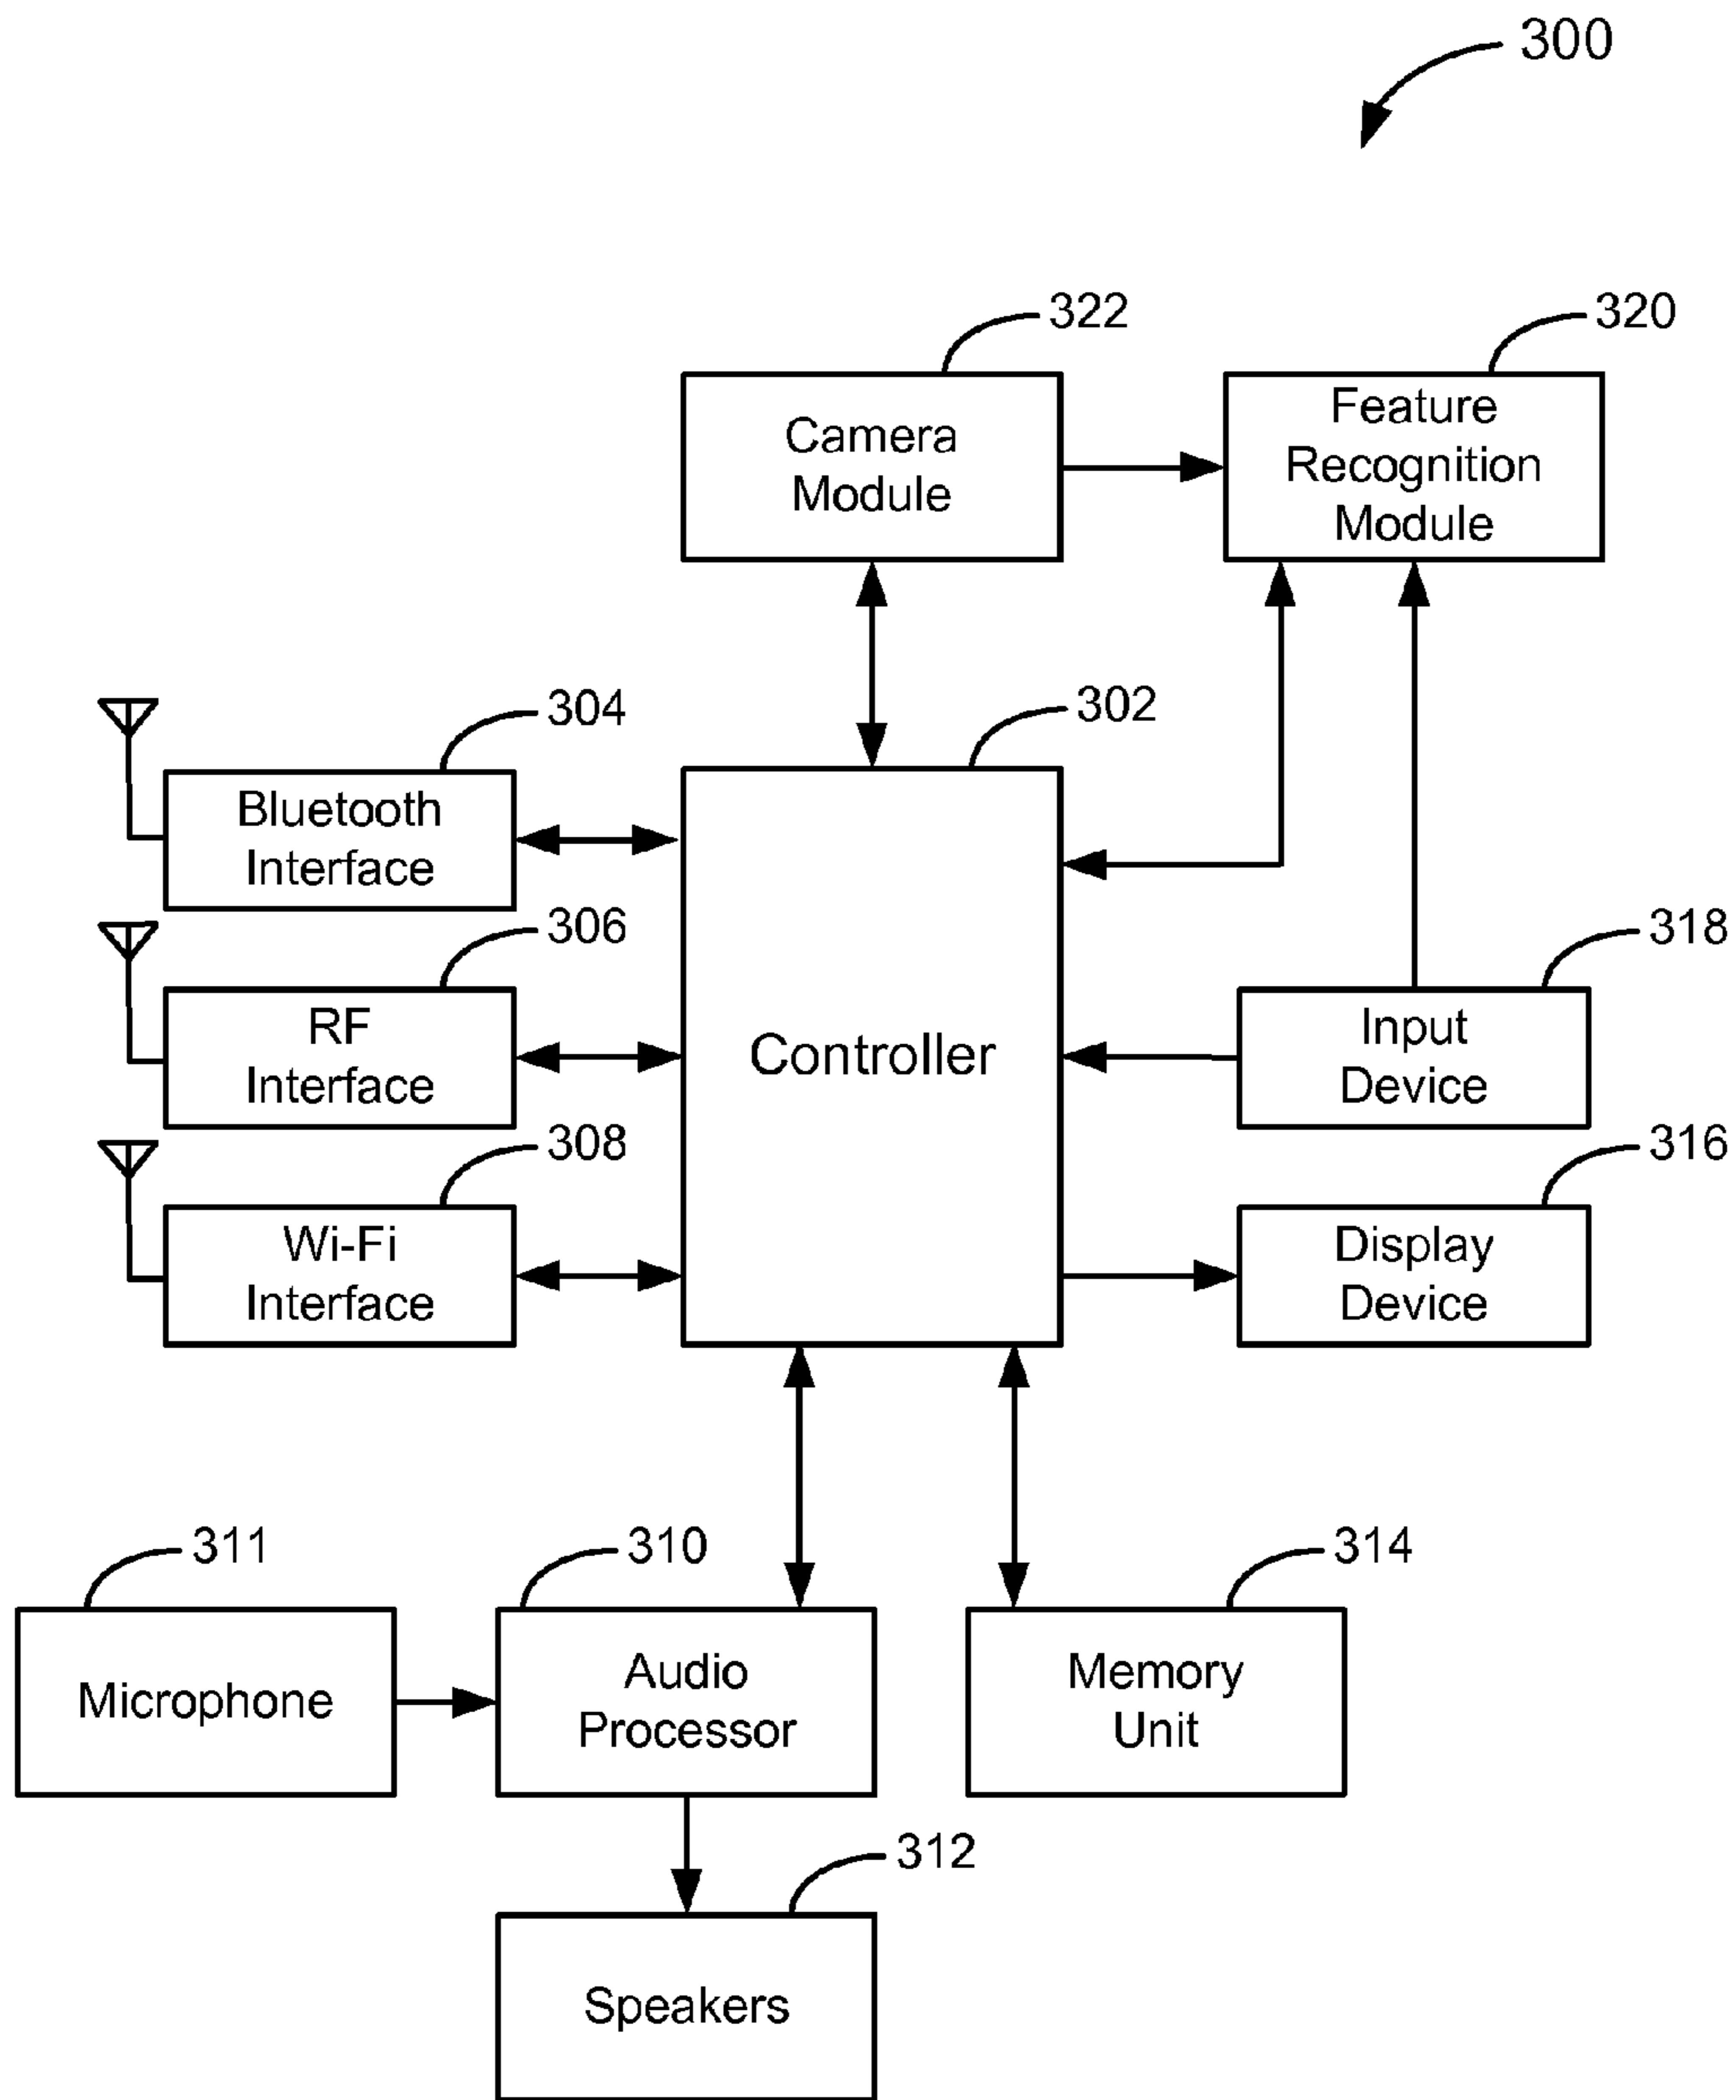 300
322
320
Camera
Module
Feature
Recognition
Module
304
302
Bluetooth
Interface
306
318
RF
Interface
Controller
Input
Device
308
316
Wi-Fi
Interface
Display
Device
311
310
314
Microphone
Audio
Processor
Memory
Unit
312
Speakers